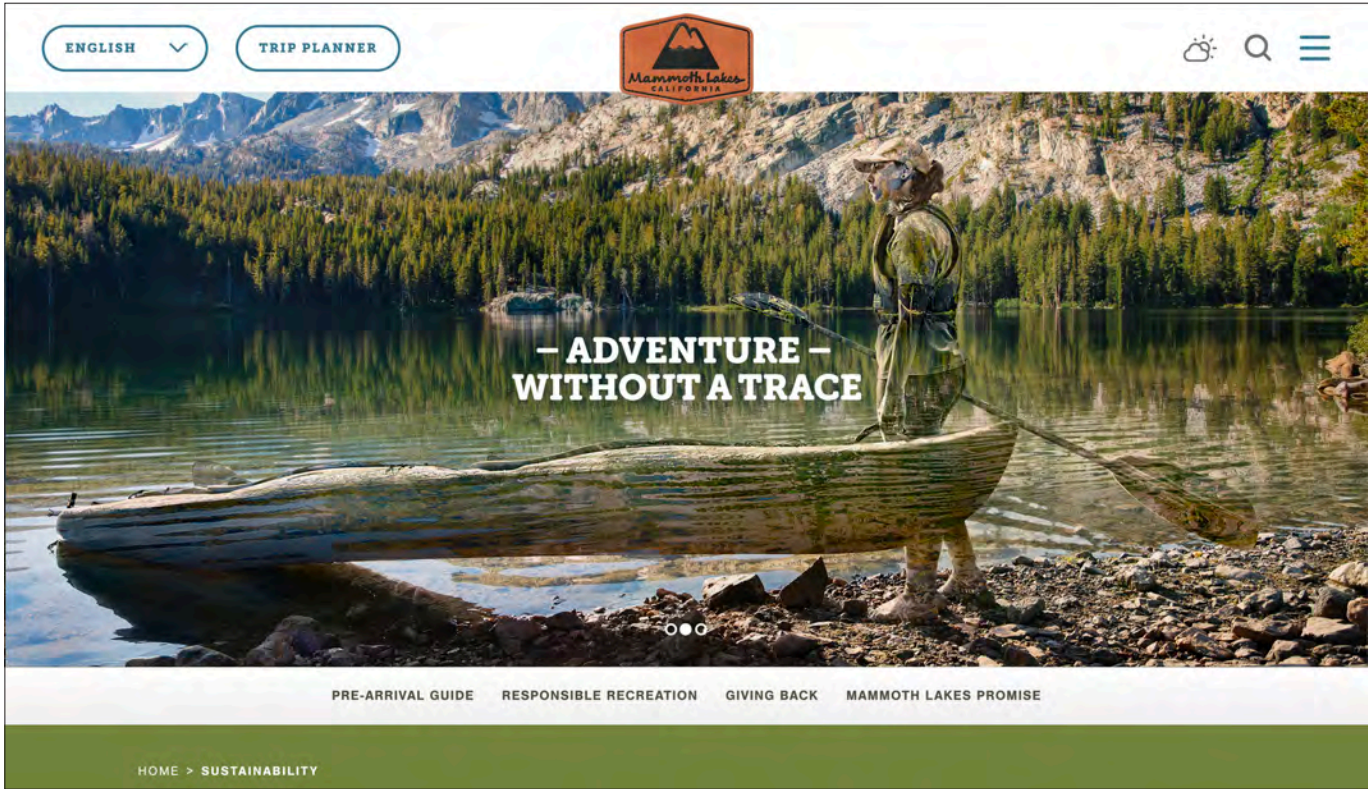 ENGLISH
TRIP PLANNER
Mammoth Lakes
CALIFORNIA
– ADVENTURE –
WITHOUT A TRACE
PRE-ARRIVAL GUIDE RESPONSIBLE RECREATION GIVING BACK MAMMOTH LAKES PROMISE
HOME > SUSTAINABILITY